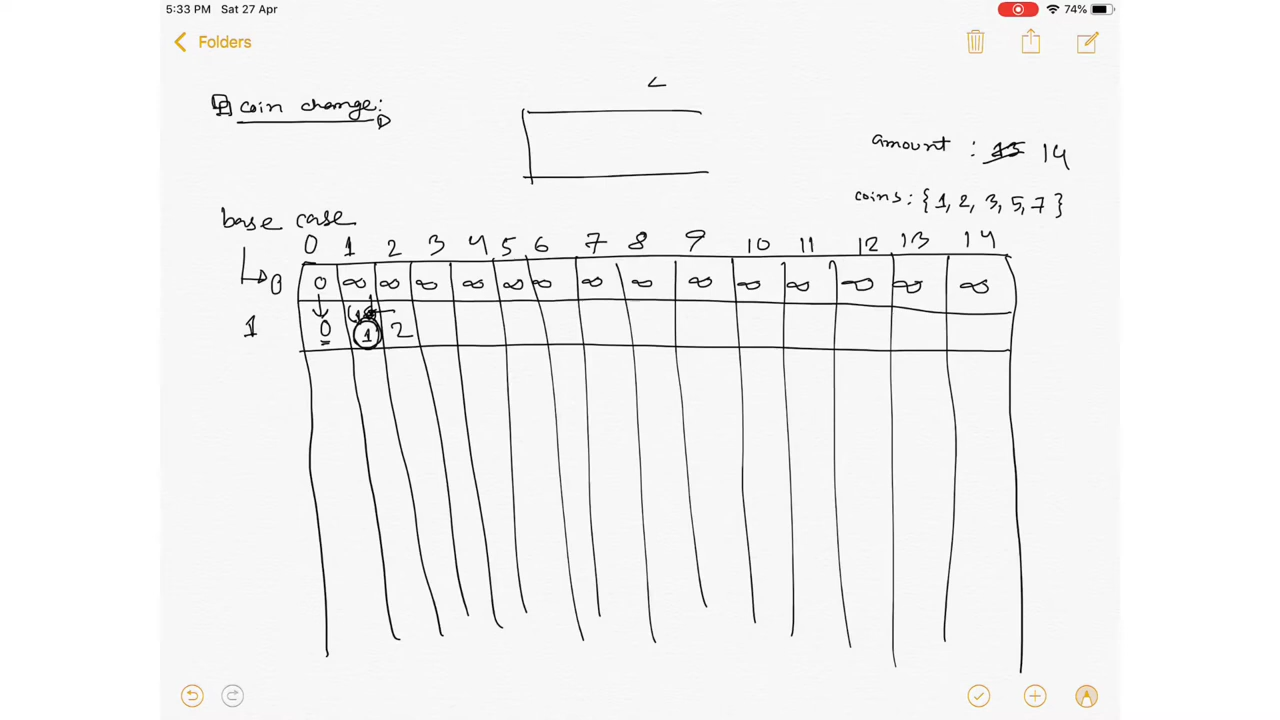 5:33 PM Sat 27 Apr 74%
Folders
coin change:
amount : 15 14
coins: {1, 2, 3, 5, 7}
base case
0 1 2 3 4 5 6 7 8 9 10 11 12 13 14
0 0 ∞ ∞ ∞ ∞ ∞ ∞ ∞ ∞ ∞ ∞ ∞ ∞ ∞ ∞
1 0 1 2